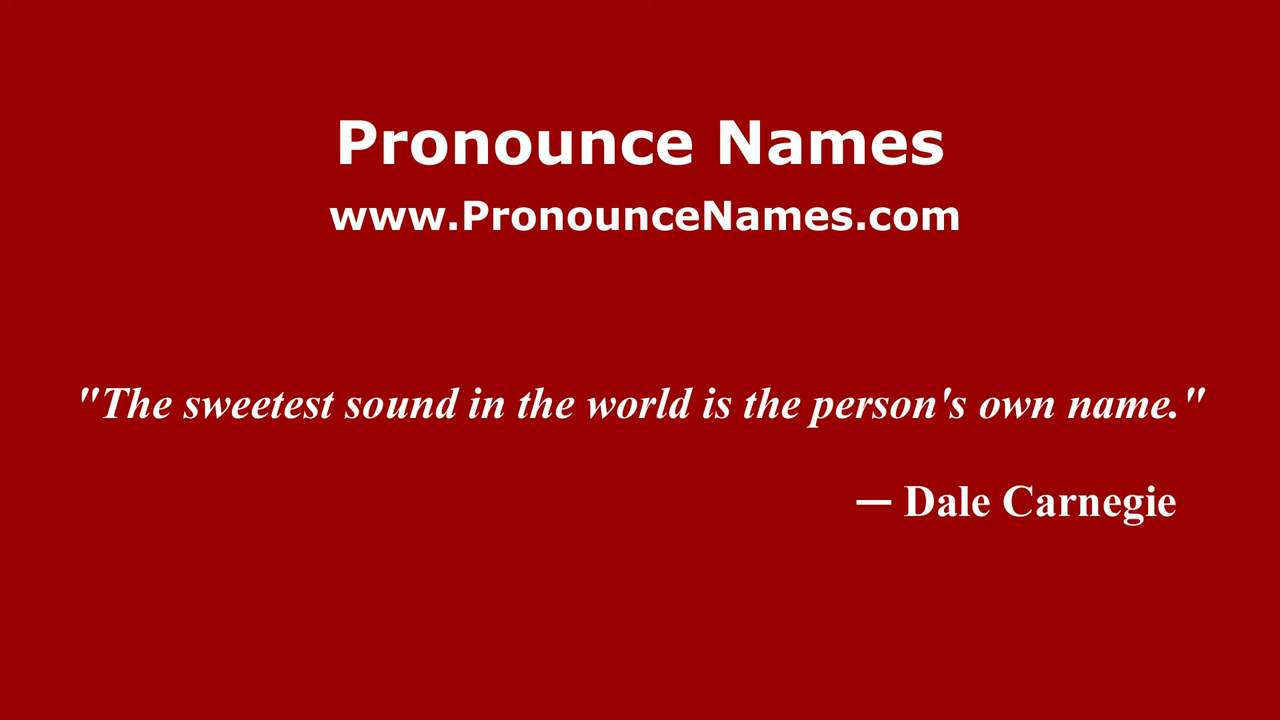 Pronounce Names
www.PronounceNames.com
"The sweetest sound in the world is the person's own name."
— Dale Carnegie